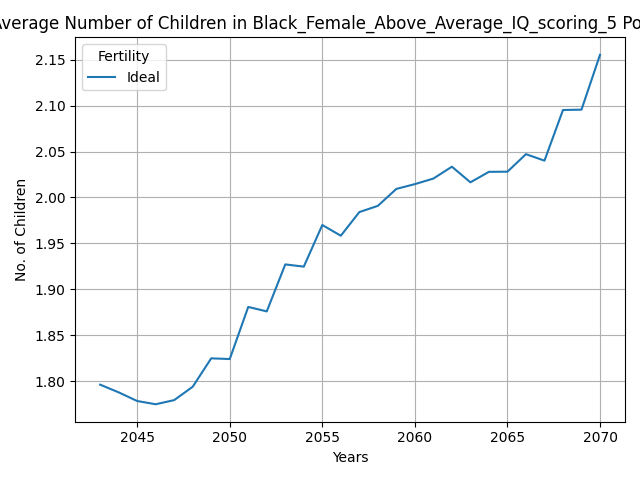 Average Number of Children in Black_Female_Above_Average_IQ_scoring_5 Po
Fertility
Ideal
2.15
2.10
2.05
2.00
1.95
1.90
1.85
1.80
No. of Children
2045 2050 2055 2060 2065 2070
Years